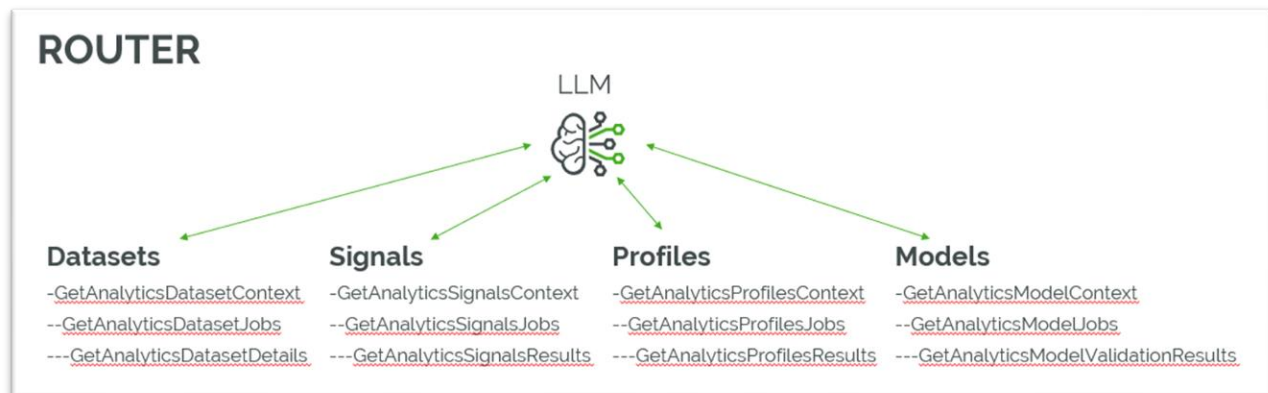 ROUTER
LLM
Datasets
-GetAnalyticsDatasetContext
--GetAnalyticsDatasetJobs
---GetAnalyticsDatasetDetails
Signals
-GetAnalyticsSignalsContext
--GetAnalyticsSignalsJobs
---GetAnalyticsSignalsResults
Profiles
-GetAnalyticsProfilesContext
--GetAnalyticsProfilesJobs
---GetAnalyticsProfilesResults
Models
-GetAnalyticsModelContext
--GetAnalyticsModelJobs
---GetAnalyticsModelValidationResults